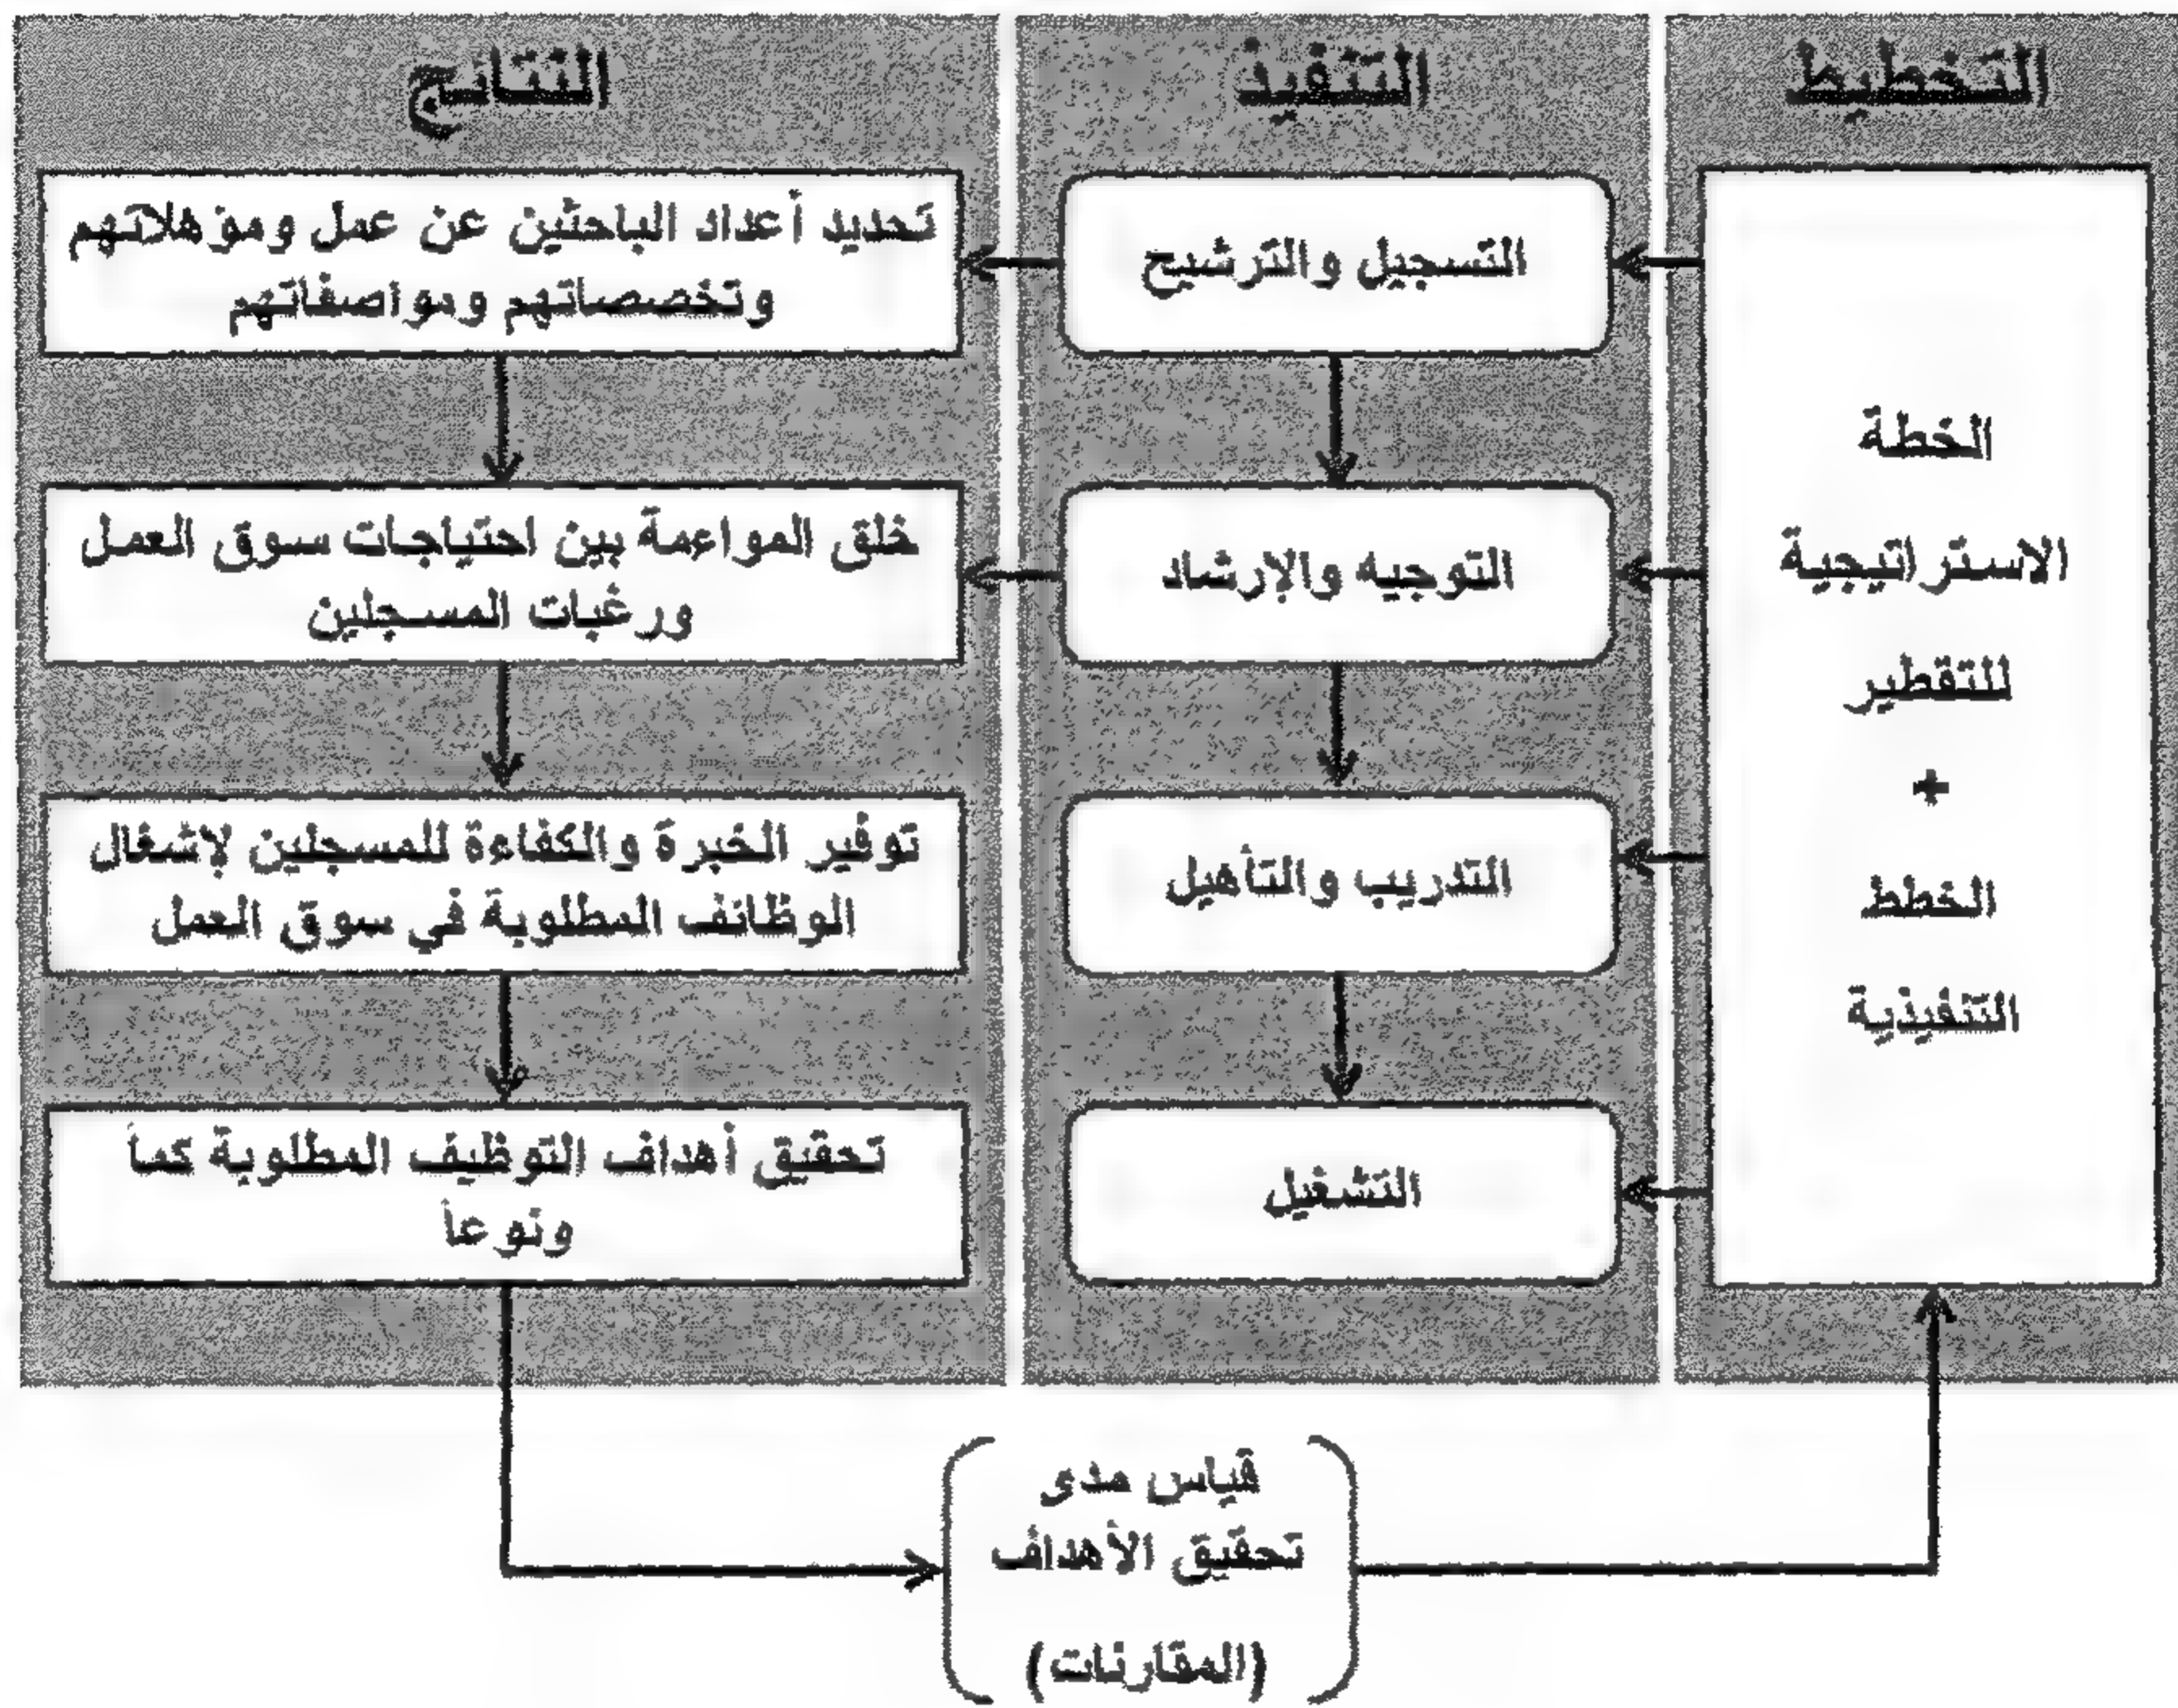 التخطيط
الخطة
الاستراتيجية
للتقطير
+
الخطط
التنفيذية
التنفيذ
التسجيل والترشيح
التوجيه والإرشاد
التدريب والتأهيل
التشغيل
النتائج
تحديد أعداد الباحثين عن عمل ومؤهلاتهم
وتخصصاتهم ومواصفاتهم
خلق المواءمة بين احتياجات سوق العمل
ورغبات المسجلين
توفير الخبرة والكفاءة للمسجلين لإشغال
الوظائف المطلوبة في سوق العمل
تحقيق أهداف التوظيف المطلوبة كماً
ونوعاً
قياس مدى
تحقيق الأهداف
(المقارنات)